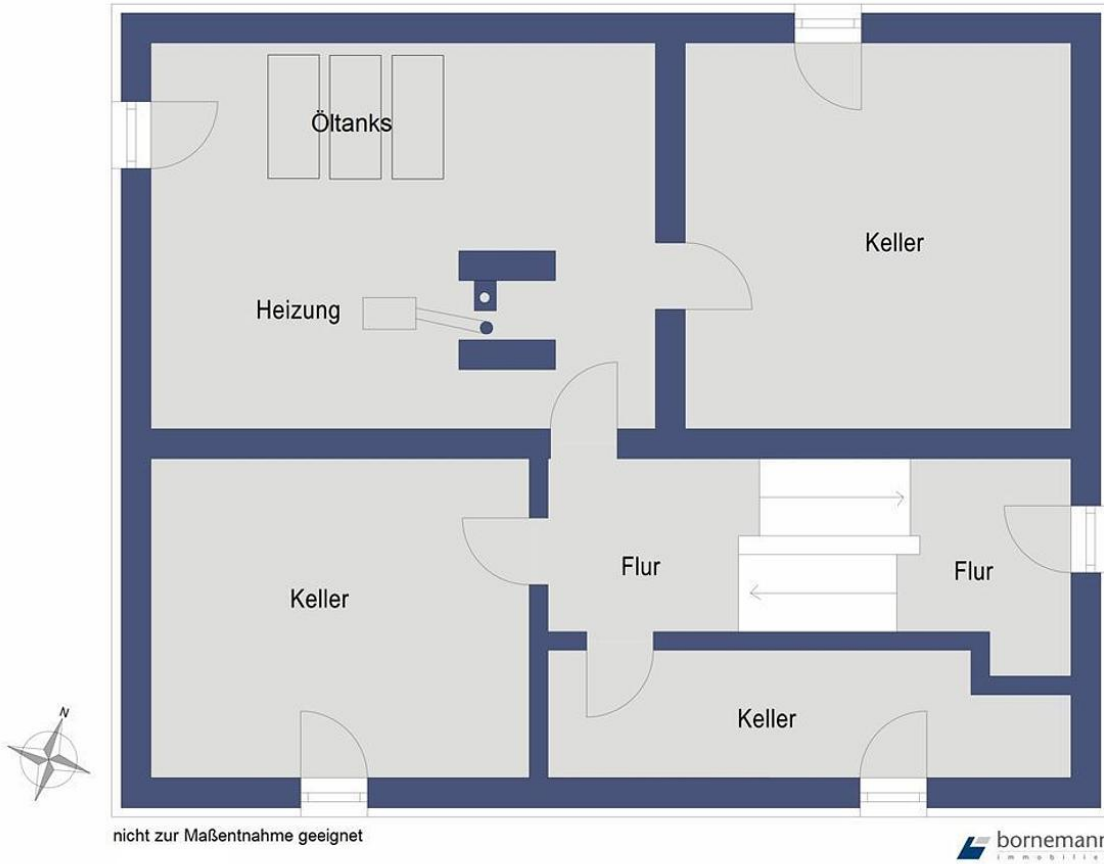 Öltanks
Keller
Heizung
Flur
Flur
Keller
Keller
N
nicht zur Maßentnahme geeignet
bornemann